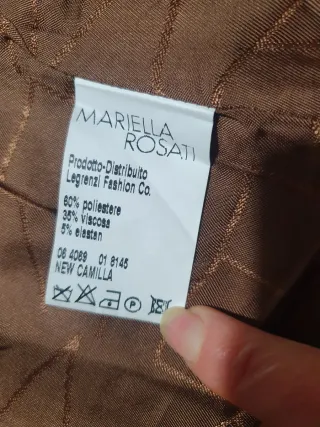 MARIELLA
ROSATI
Prodotto-Distribuito
Legrenzi Fashion Co.
60% poliestere
35% viscosa
5% elastan
06 4069 01 8145
NEW CAMILLA